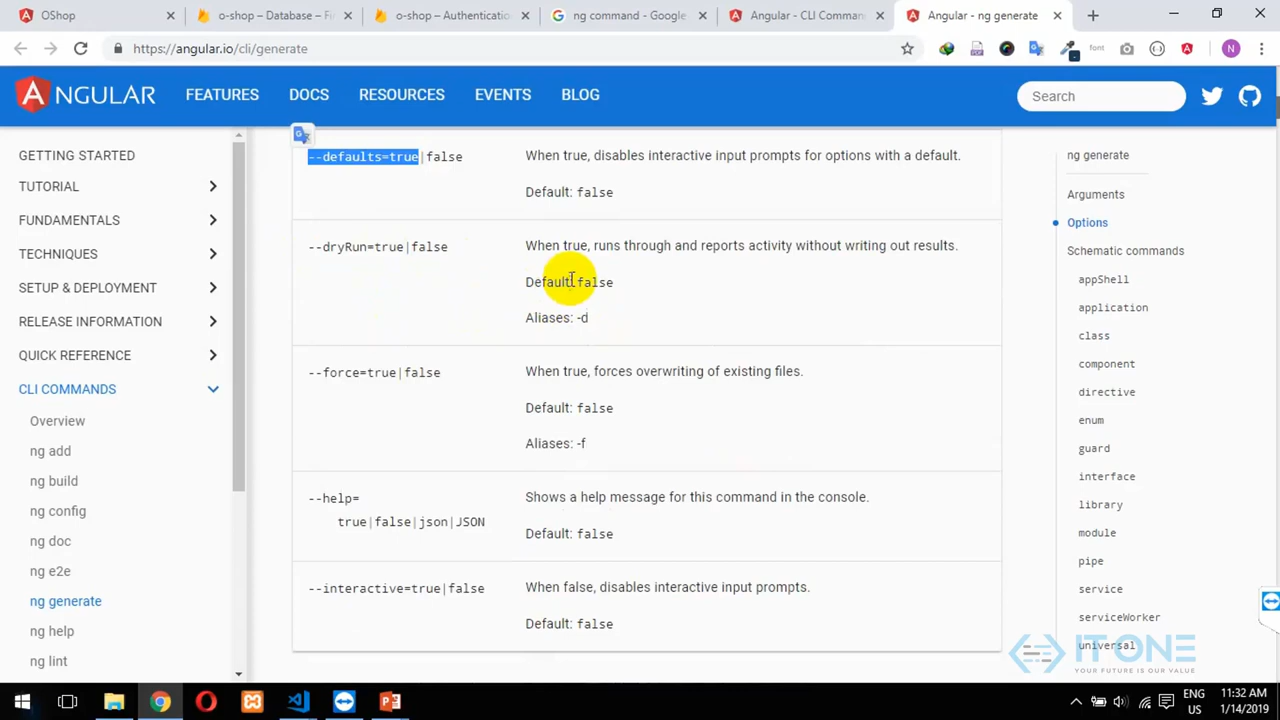 OShop
o-shop – Database – Fi
o-shop – Authenticatio
ng command - Google
Angular - CLI Comman
Angular - ng generate
https://angular.io/cli/generate
font
N
ANGULAR
FEATURES
DOCS
RESOURCES
EVENTS
BLOG
Search
GETTING STARTED
TUTORIAL
FUNDAMENTALS
TECHNIQUES
SETUP & DEPLOYMENT
RELEASE INFORMATION
QUICK REFERENCE
CLI COMMANDS
Overview
ng add
ng build
ng config
ng doc
ng e2e
ng generate
ng help
ng lint
--defaults=true|false
When true, disables interactive input prompts for options with a default.
Default: false
--dryRun=true|false
When true, runs through and reports activity without writing out results.
Default: false
Aliases: -d
--force=true|false
When true, forces overwriting of existing files.
Default: false
Aliases: -f
--help=
true|false|json|JSON
Shows a help message for this command in the console.
Default: false
--interactive=true|false
When false, disables interactive input prompts.
Default: false
ng generate
Arguments
Options
Schematic commands
appShell
application
class
component
directive
enum
guard
interface
library
module
pipe
service
serviceWorker
universal
ITONE
YOUR FUTURE IS OUR VALUE
ENG
US
11:32 AM
1/14/2019